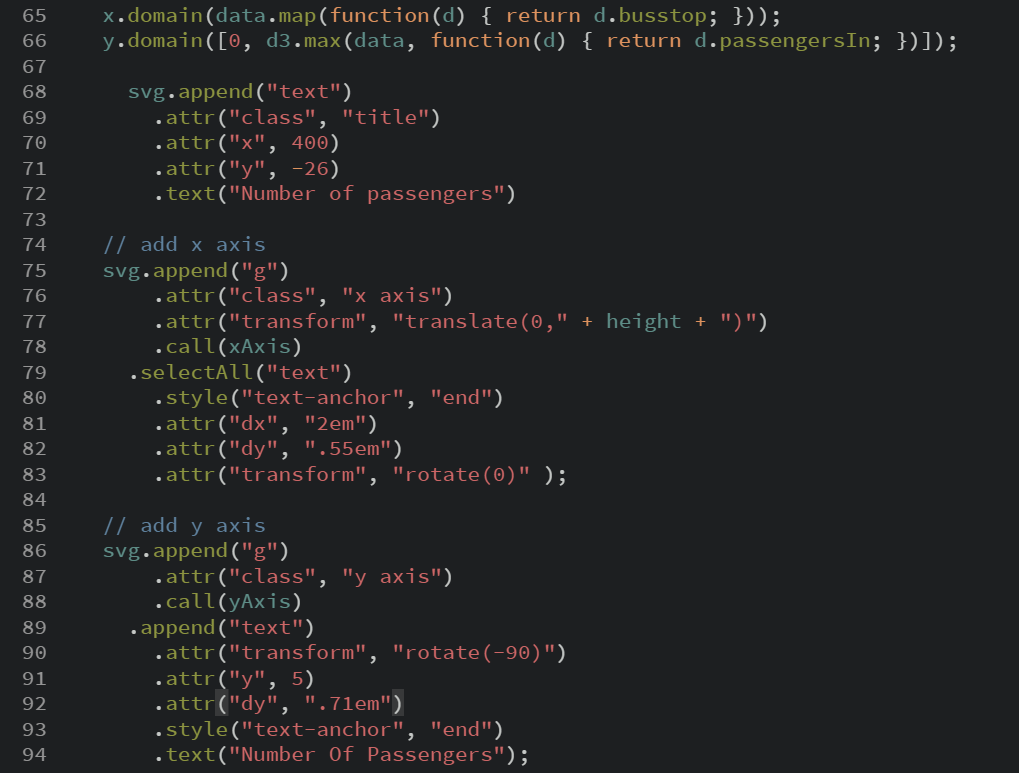 65 x.domain(data.map(function(d) { return d.busstop; }));
66 y.domain([0, d3.max(data, function(d) { return d.passengersIn; })]);
67
68 svg.append("text")
69 .attr("class", "title")
70 .attr("x", 400)
71 .attr("y", -26)
72 .text("Number of passengers")
73
74 // add x axis
75 svg.append("g")
76 .attr("class", "x axis")
77 .attr("transform", "translate(0," + height + ")")
78 .call(xAxis)
79 .selectAll("text")
80 .style("text-anchor", "end")
81 .attr("dx", "2em")
82 .attr("dy", ".55em")
83 .attr("transform", "rotate(0)" );
84
85 // add y axis
86 svg.append("g")
87 .attr("class", "y axis")
88 .call(yAxis)
89 .append("text")
90 .attr("transform", "rotate(-90)")
91 .attr("y", 5)
92 .attr("dy", ".71em")
93 .style("text-anchor", "end")
94 .text("Number Of Passengers");